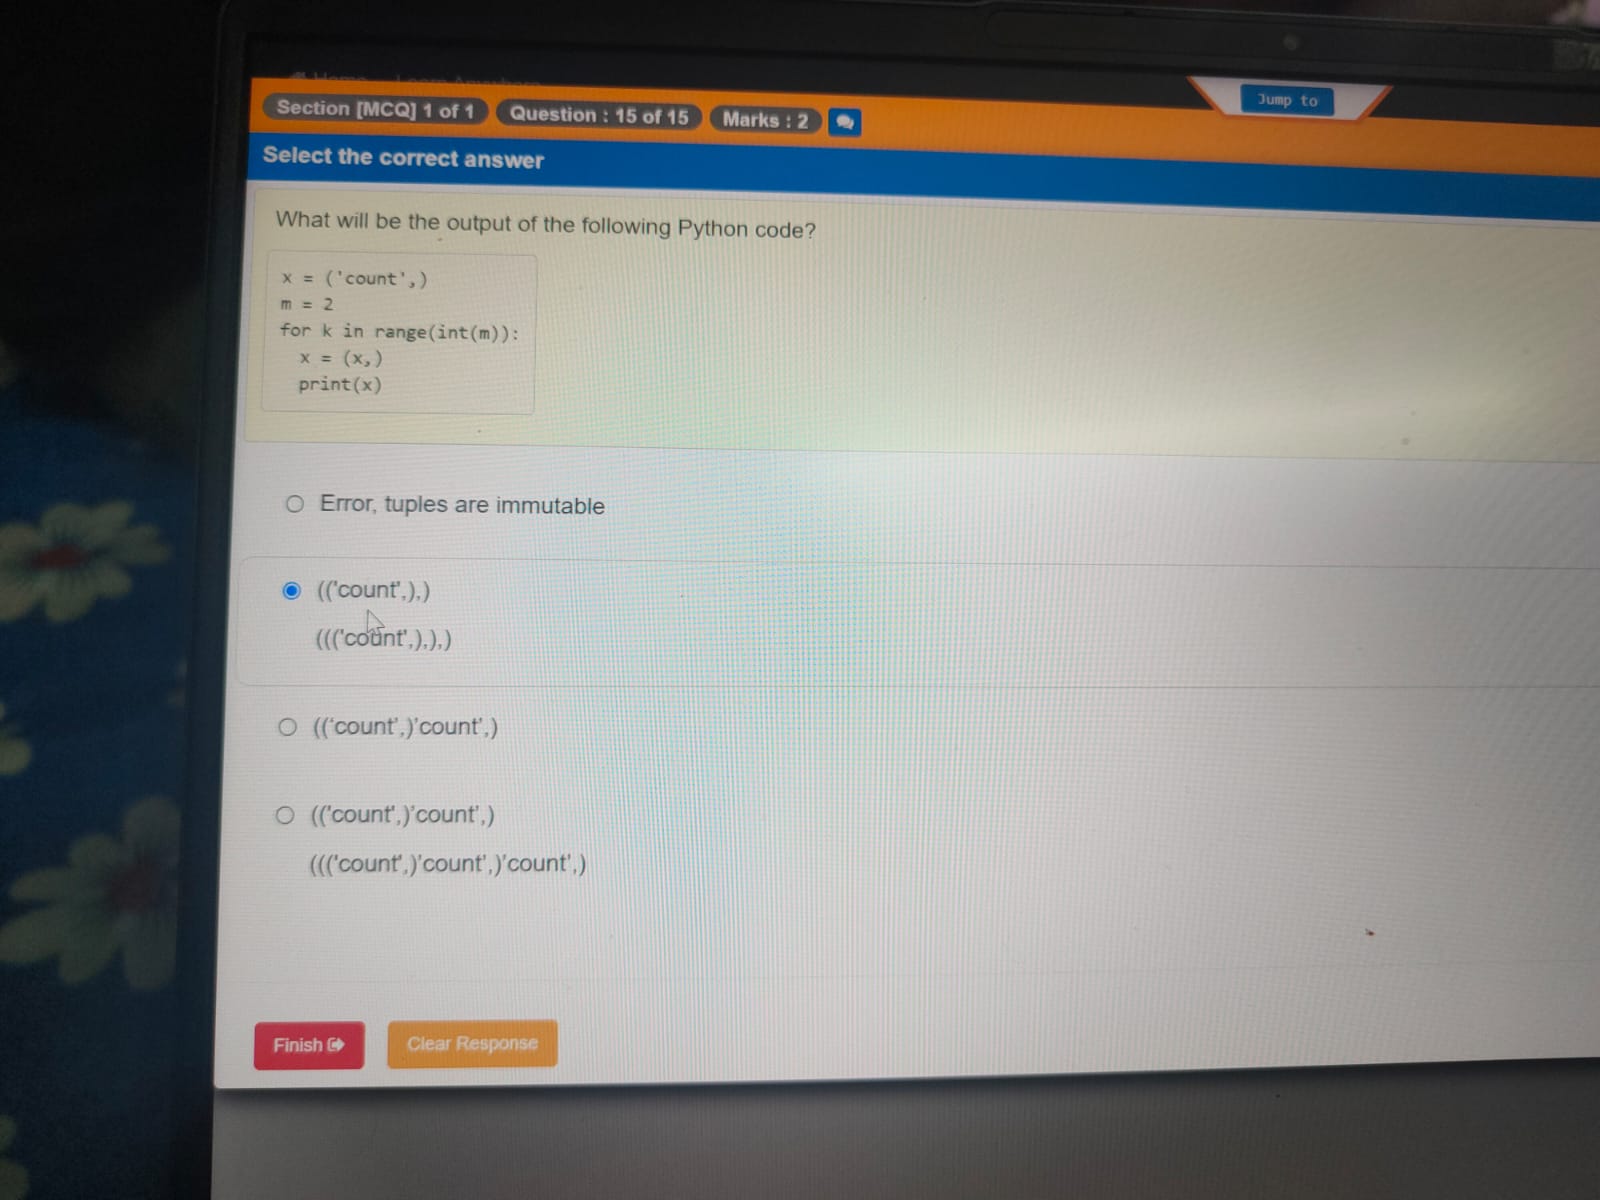 Section [MCQ] 1 of 1 Question : 15 of 15 Marks : 2 Jump to
Select the correct answer
What will be the output of the following Python code?
x = ('count',)
m = 2
for k in range(int(m)):
x = (x,)
print(x)
Error, tuples are immutable
(('count',),)
((('count',),),)
(('count',)'count',)
(('count',)'count',)
((('count',)'count',)'count',)
Finish
Clear Response